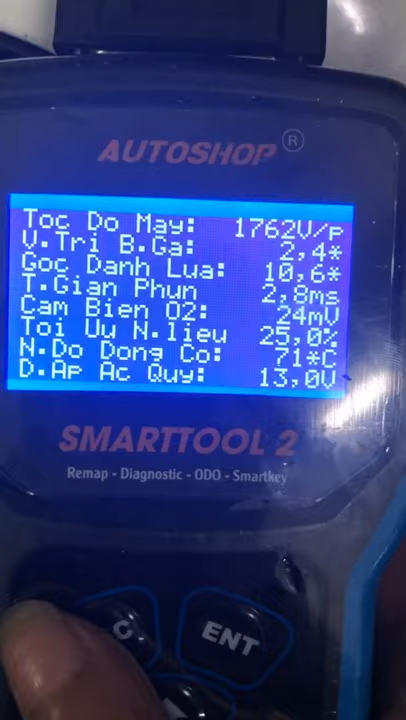 AUTOSHOP ®
Toc Do May: 1762V/p
V.Tri B.Ga: 2,4*
Goc Danh Lua: 10,6*
T.Gian Phun 2,8ms
Cam Bien O2: 24mV
Toi Uu N.lieu 25,0%
N.Do Dong Co: 71*C
D.Ap Ac Quy: 13,0V
SMARTTOOL 2
Remap - Diagnostic - ODO - Smartkey
C
ENT